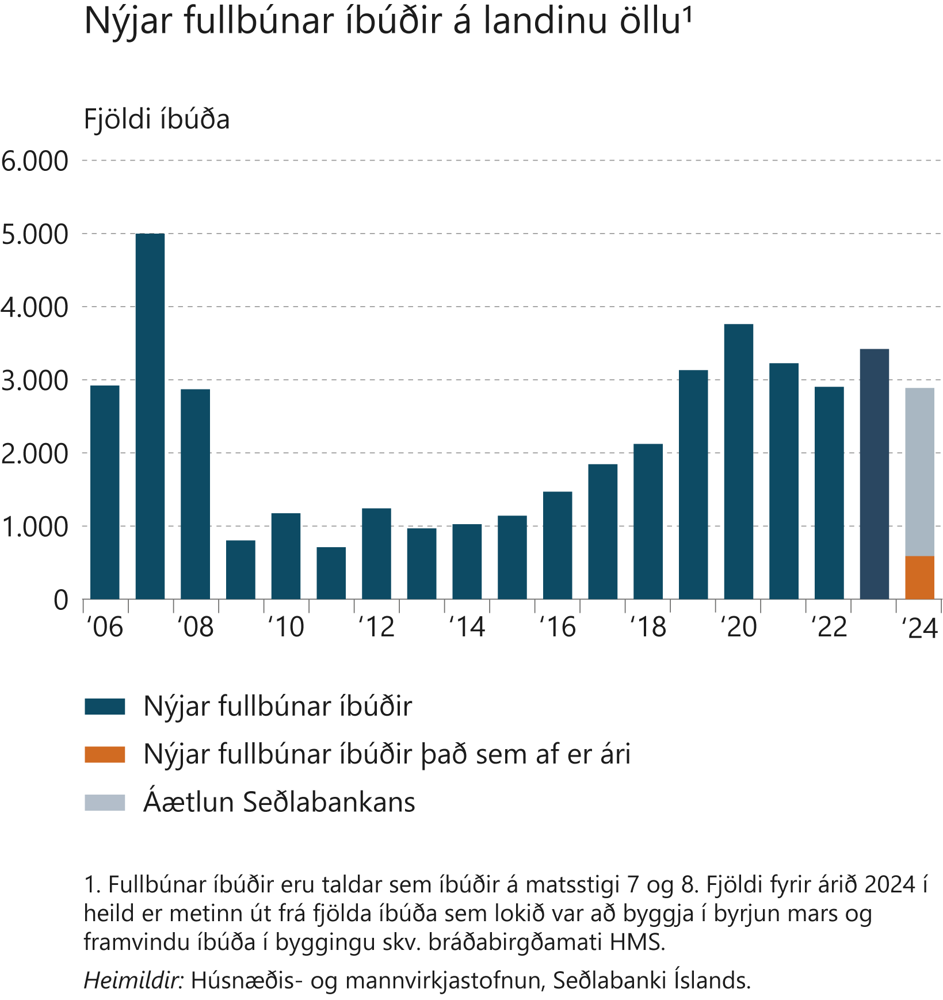 Nýjar fullbúnar íbúðir á landinu öllu¹
Fjöldi íbúða
6.000
5.000
4.000
3.000
2.000
1.000
0
‘06 ‘08 ‘10 ‘12 ‘14 ‘16 ‘18 ‘20 ‘22 ‘24
Nýjar fullbúnar íbúðir
Nýjar fullbúnar íbúðir það sem af er ári
Áætlun Seðlabankans
1. Fullbúnar íbúðir eru taldar sem íbúðir á matsstigi 7 og 8. Fjöldi fyrir árið 2024 í
heild er metinn út frá fjölda íbúða sem lokið var að byggja í byrjun mars og
framvindu íbúða í byggingu skv. bráðabirgðamati HMS.
Heimildir: Húsnæðis- og mannvirkjastofnun, Seðlabanki Íslands.